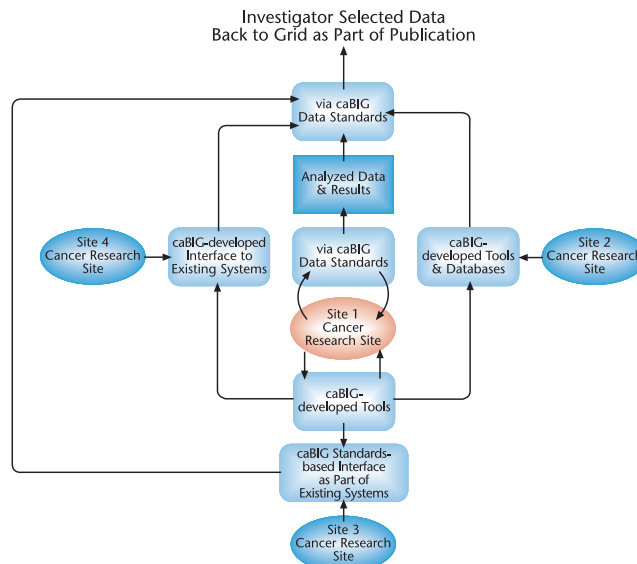 Investigator Selected Data
Back to Grid as Part of Publication
via caBIG
Data Standards
Analyzed Data
& Results
Site 4
Cancer Research
Site
caBIG-developed
Interface to
Existing Systems
via caBIG
Data Standards
caBIG-
developed Tools
& Databases
Site 2
Cancer Research
Site
Site 1
Cancer
Research Site
caBIG-
developed Tools
caBIG Standards-
based Interface
as Part of
Existing Systems
Site 3
Cancer Research
Site